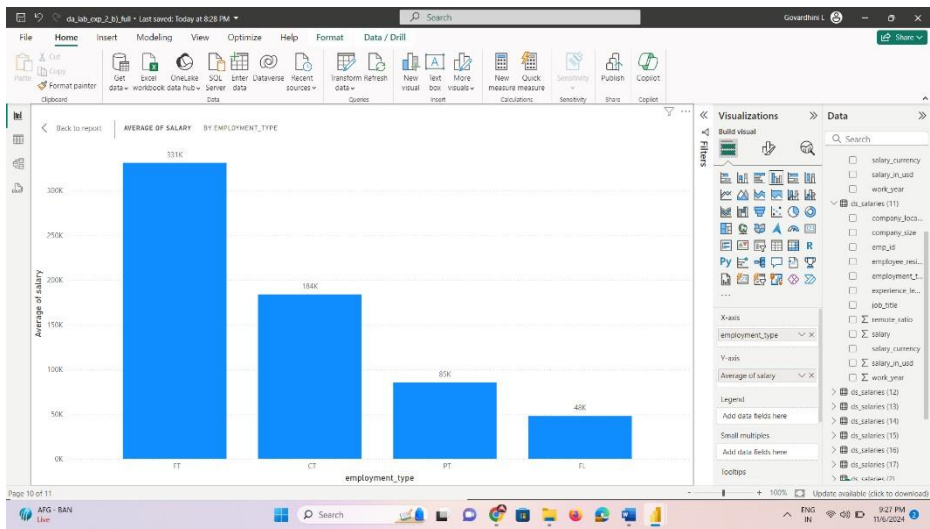 da_lab_exp_2_b)_full • Last saved: Today at 8:28 PM
Search
Govardhini L
File Home Insert Modeling View Optimize Help Format Data / Drill
Share
Paste
Cut
Copy
Format painter
Get data
Excel workbook
OneLake data hub
SQL Server
Enter data
Dataverse
Recent sources
Transform data
Refresh
New visual
Text box
More visuals
New measure
Quick measure
Sensitivity
Publish
Copilot
Clipboard Data Queries Insert Calculations Sensitivity Share Copilot
Back to report AVERAGE OF SALARY BY EMPLOYMENT_TYPE
331K
184K
85K
48K
300K
250K
200K
150K
100K
50K
0K
Average of salary
FT CT PT FL
employment_type
Filters
Visualizations
Build visual
R
Py
...
X-axis
employment_type
Y-axis
Average of salary
Legend
Add data fields here
Small multiples
Add data fields here
Tooltips
Data
Search
salary_currency
salary_in_usd
work_year
ds_salaries (11)
company_loca...
company_size
emp_id
employee_resi...
employment_t...
experience_le...
job_title
remote_ratio
salary
salary_currency
salary_in_usd
work_year
ds_salaries (12)
ds_salaries (13)
ds_salaries (14)
ds_salaries (15)
ds_salaries (16)
ds_salaries (17)
ds_salaries (2)
Page 10 of 11
100%
Update available (click to download)
AFG - BAN
Live
Search
ENG
IN
9:27 PM
11/6/2024